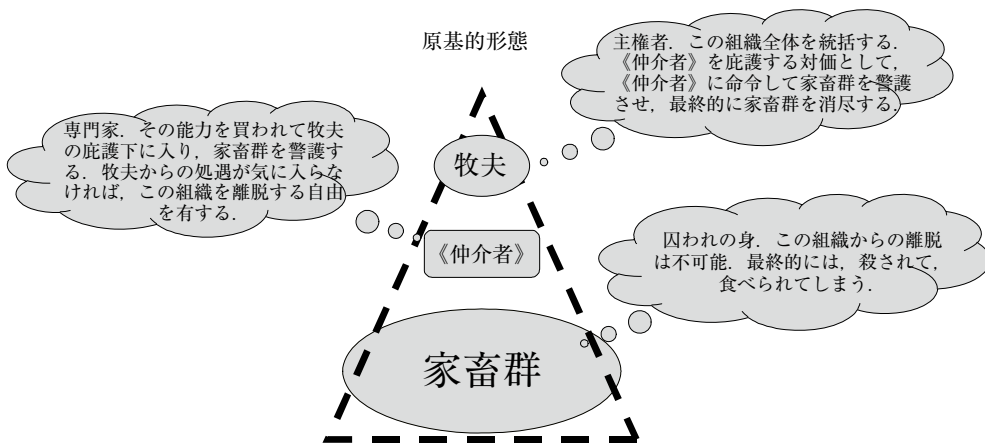 原基的形態
主権者．この組織全体を統括する．
《仲介者》を庇護する対価として，
《仲介者》に命令して家畜群を警護
させ，最終的に家畜群を消尽する．
専門家．その能力を買われて牧夫
の庇護下に入り，家畜群を警護す
る．牧夫からの処遇が気に入らな
ければ，この組織を離脱する自由
を有する．
牧夫
《仲介者》
囚われの身．この組織からの離脱
は不可能．最終的には，殺されて，
食べられてしまう．
家畜群